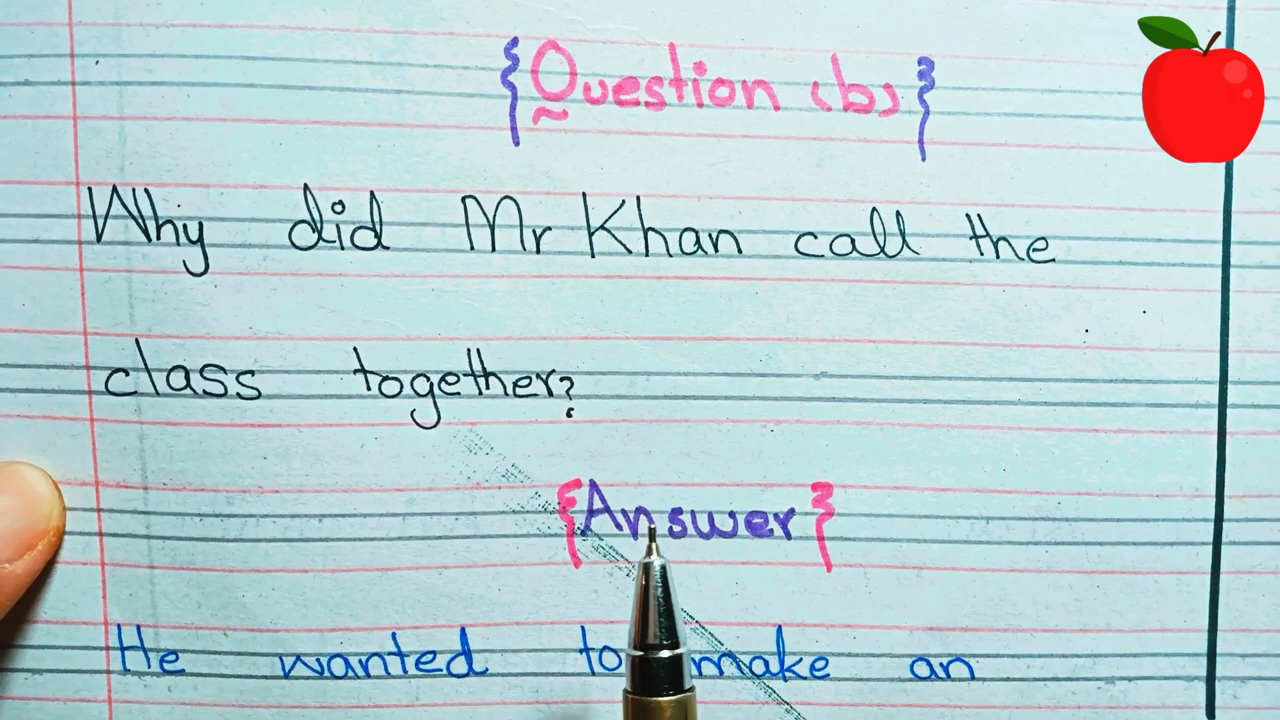 {Question (b)}
Why did Mr Khan call the
class together?
{Answer}
He wanted to make an